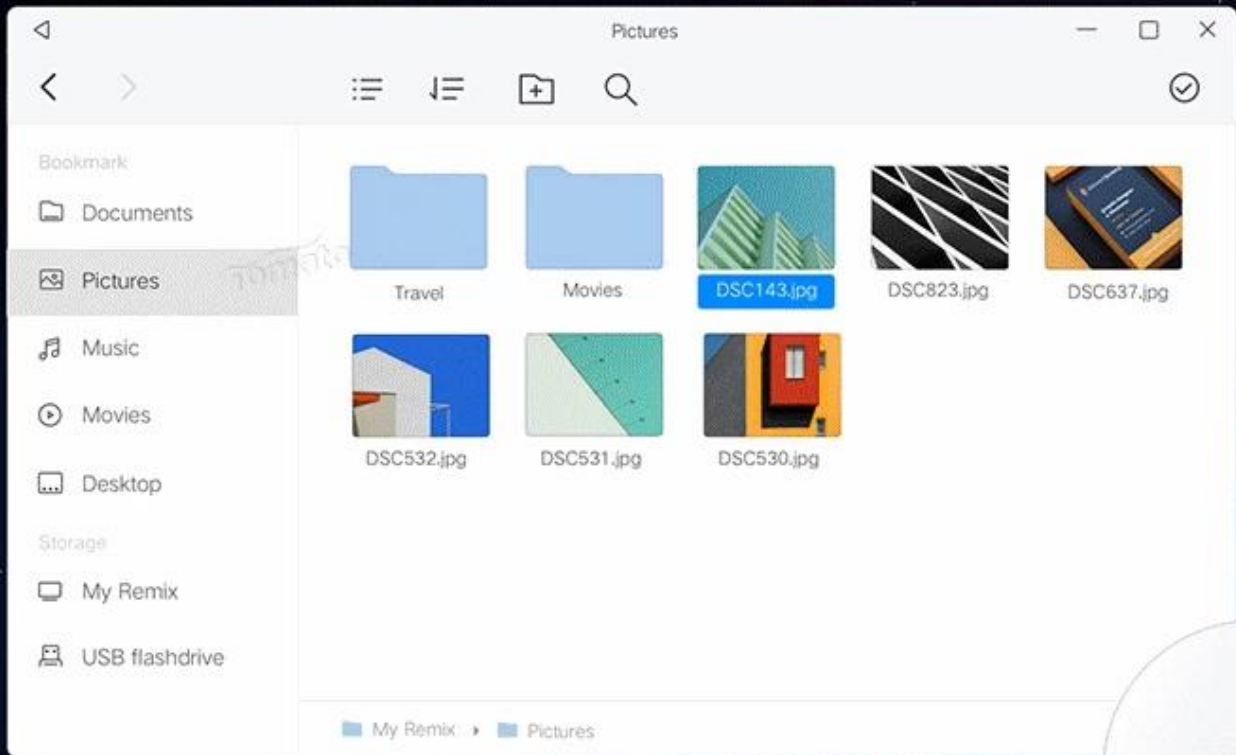 Pictures
Bookmark
Documents
Pictures
Music
Movies
Desktop
Storage
My Remix
USB flashdrive
Travel
Movies
DSC143.jpg
DSC823.jpg
DSC637.jpg
DSC532.jpg
DSC531.jpg
DSC530.jpg
My Remix
Pictures